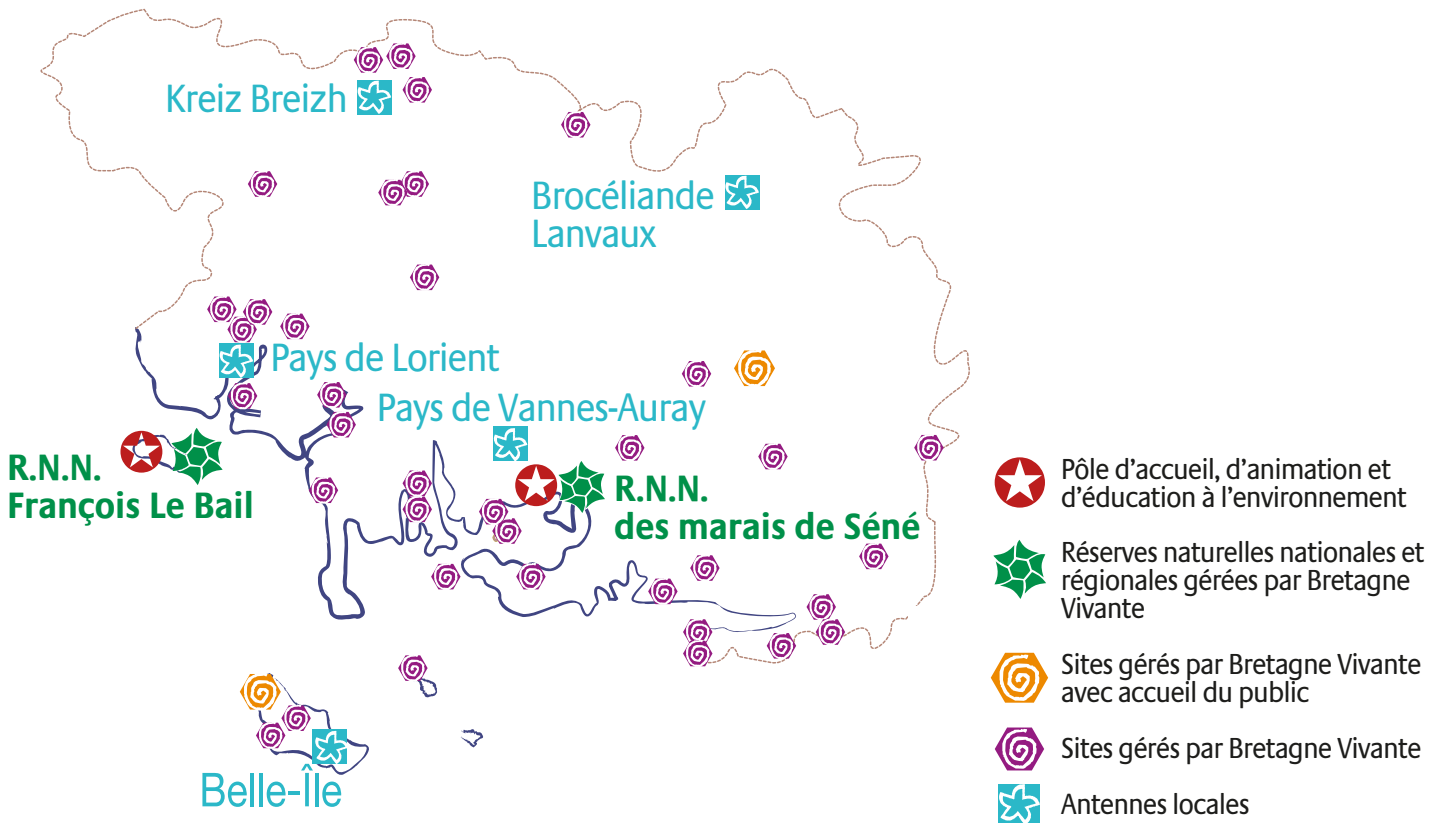 Kreiz Breizh
Brocéliande
Lanvaux
Pays de Lorient
Pays de Vannes-Auray
R.N.N.
François Le Bail
R.N.N.
des marais de Séné
Belle-Île
Pôle d’accueil, d’animation et
d’éducation à l’environnement
Réserves naturelles nationales et
régionales gérées par Bretagne
Vivante
Sites gérés par Bretagne Vivante
avec accueil du public
Sites gérés par Bretagne Vivante
Antennes locales